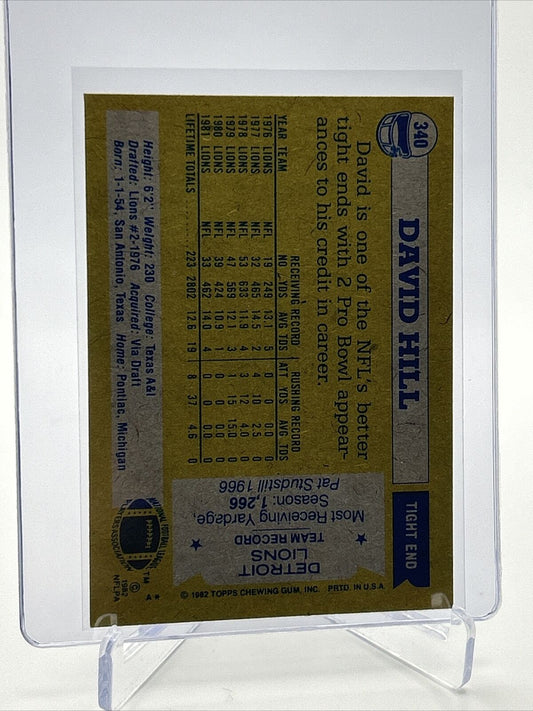 340
DAVID HILL
TIGHT END
David is one of the NFL's better
tight ends with 2 Pro Bowl appear-
ances to his credit in career.
RECEIVING RECORD RUSHING RECORD
YEAR TEAM NO YDS AVG TDS ATT YDS AVG TDS
1976 LIONS NFL 19 249 13.1 5 0 0 0.0 0
1977 LIONS NFL 32 465 14.5 2 4 10 2.5 0
1978 LIONS NFL 53 633 11.9 4 3 12 4.0 0
1979 LIONS NFL 47 569 12.1 3 1 15 15.0 0
1980 LIONS NFL 39 424 10.9 1 0 0 0.0 0
1981 LIONS NFL 33 462 14.0 4 0 0 0.0 0
LIFETIME TOTALS 223 2802 12.6 19 8 37 4.6 0
Height: 6'2" Weight: 230 College: Texas A&I
Drafted: Lions #2-1976 Acquired: Via Draft
Born: 1-1-54, San Antonio, Texas Home: Pontiac, Michigan
DETROIT
LIONS
TEAM RECORD
Most Receiving Yardage,
Season: 1,266
Pat Studstill 1966
NATIONAL FOOTBALL LEAGUE
PLAYERS ASSOCIATION
TM
© 1982
NFLPA
A*
© 1982 TOPPS CHEWING GUM, INC. PRTD. IN U.S.A.